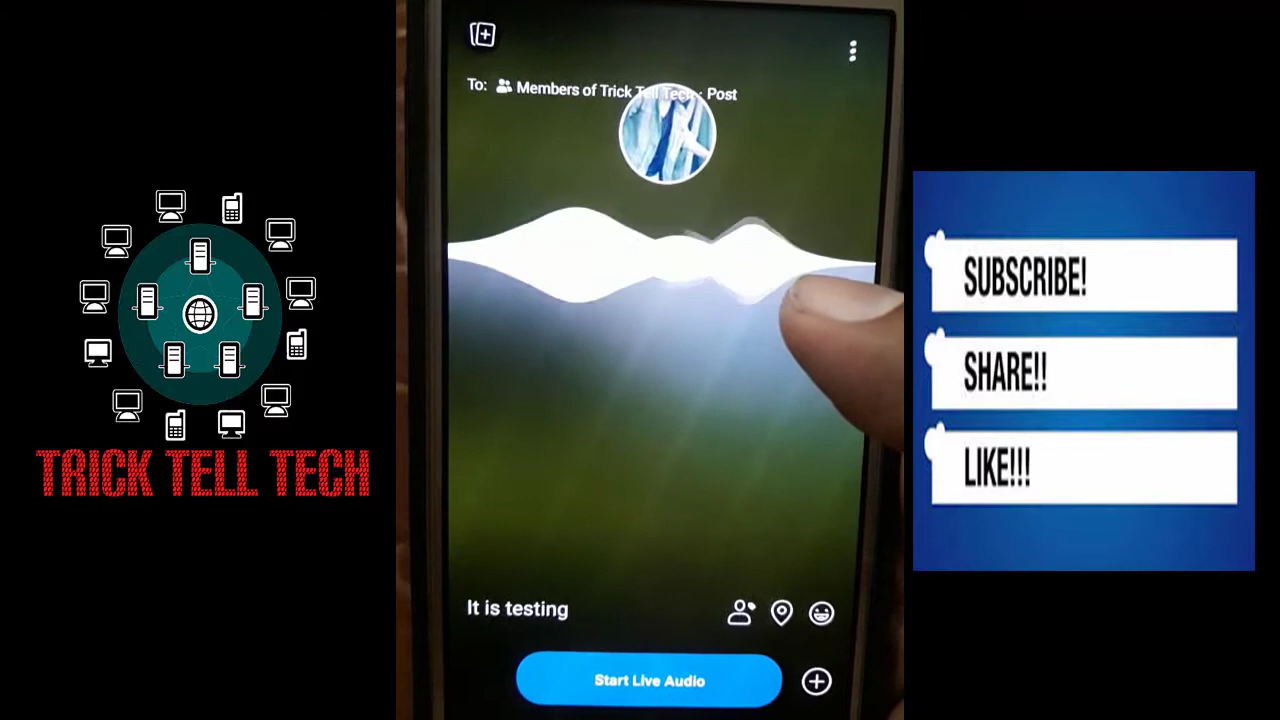 To: Members of Trick Tell Tech · Post
It is testing
Start Live Audio
TRICK TELL TECH
SUBSCRIBE!
SHARE!!
LIKE!!!